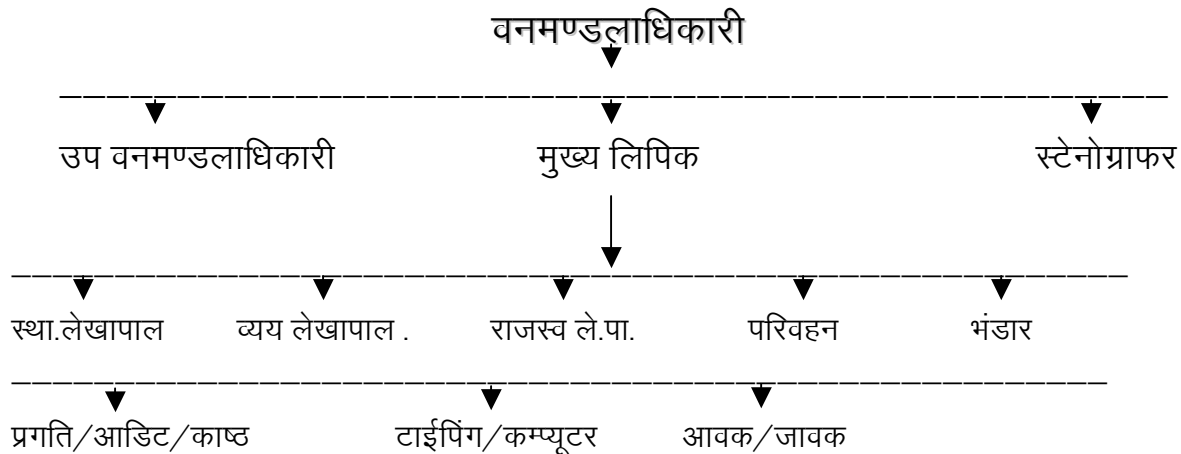 वनमण्डलाधिकारी
उप वनमण्डलाधिकारी मुख्य लिपिक स्टेनोग्राफर
स्था.लेखापाल व्यय लेखापाल . राजस्व ले.पा. परिवहन भंडार
प्रगति/आडिट/काष्ठ टाईपिंग/कम्प्यूटर आवक/जावक